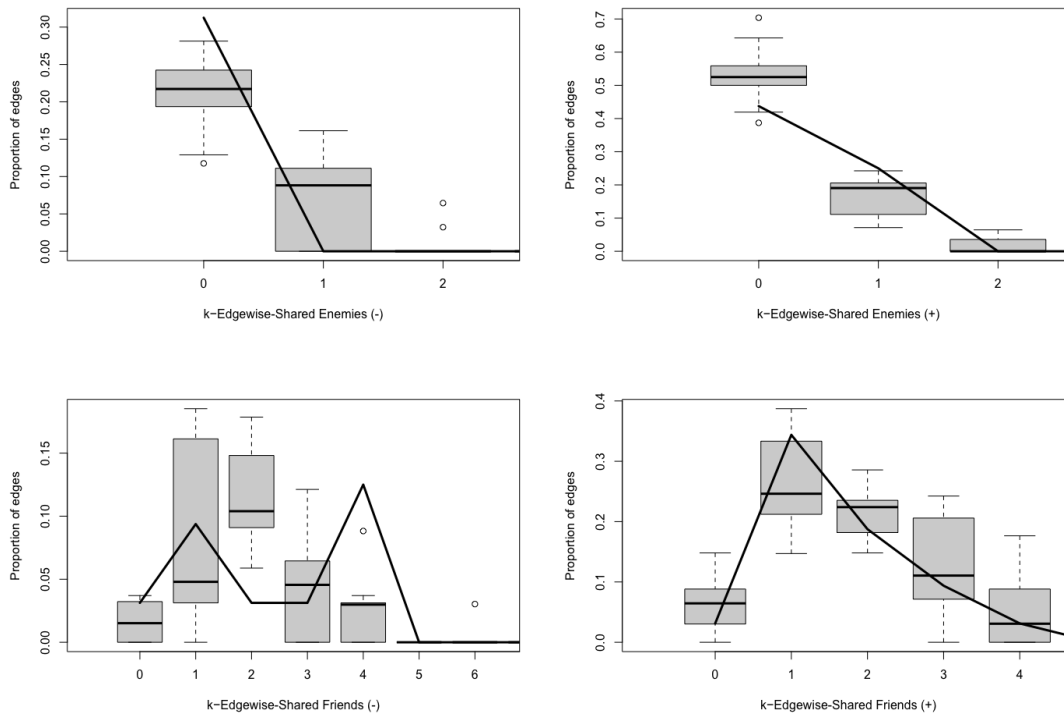 Proportion of edges
0.30
0.25
0.20
0.15
0.10
0.05
0.00
0 1 2
k−Edgewise-Shared Enemies (-)
Proportion of edges
0.7
0.6
0.5
0.4
0.3
0.2
0.1
0.0
0 1 2
k−Edgewise-Shared Enemies (+)
Proportion of edges
0.15
0.10
0.05
0.00
0 1 2 3 4 5 6
k−Edgewise-Shared Friends (-)
Proportion of edges
0.4
0.3
0.2
0.1
0.0
0 1 2 3 4
k−Edgewise-Shared Friends (+)